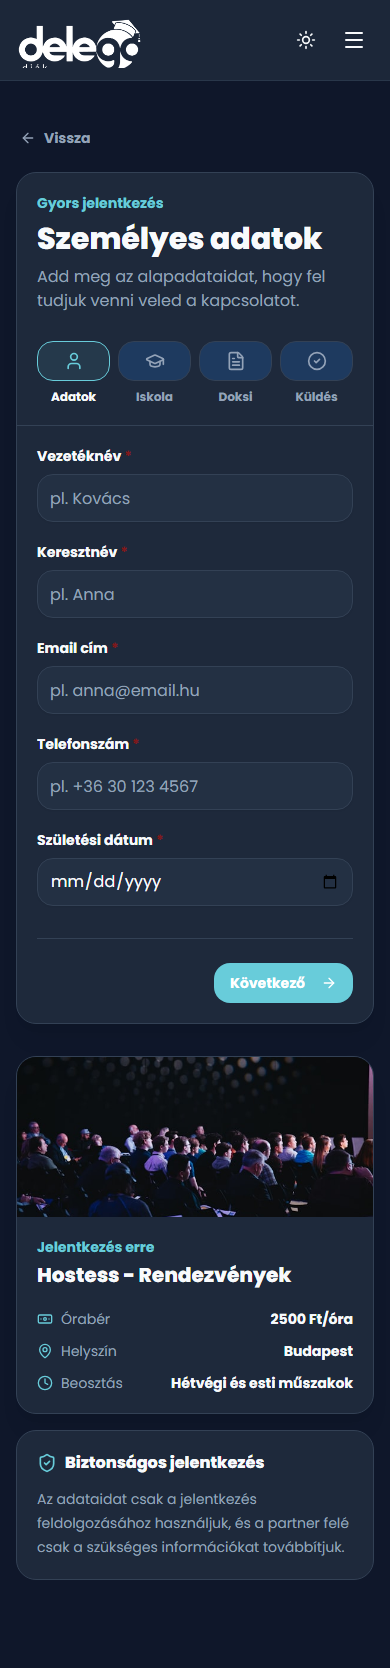 delego
diák
Vissza
Gyors jelentkezés
Személyes adatok
Add meg az alapadataidat, hogy fel
tudjuk venni veled a kapcsolatot.
Adatok Iskola Doksi Küldés
Vezetéknév *
pl. Kovács
Keresztnév *
pl. Anna
Email cím *
pl. anna@email.hu
Telefonszám *
pl. +36 30 123 4567
Születési dátum *
mm/dd/yyyy
Következő
Jelentkezés erre
Hostess - Rendezvények
Órabér 2500 Ft/óra
Helyszín Budapest
Beosztás Hétvégi és esti műszakok
Biztonságos jelentkezés
Az adataidat csak a jelentkezés
feldolgozásához használjuk, és a partner felé
csak a szükséges információkat továbbítjuk.